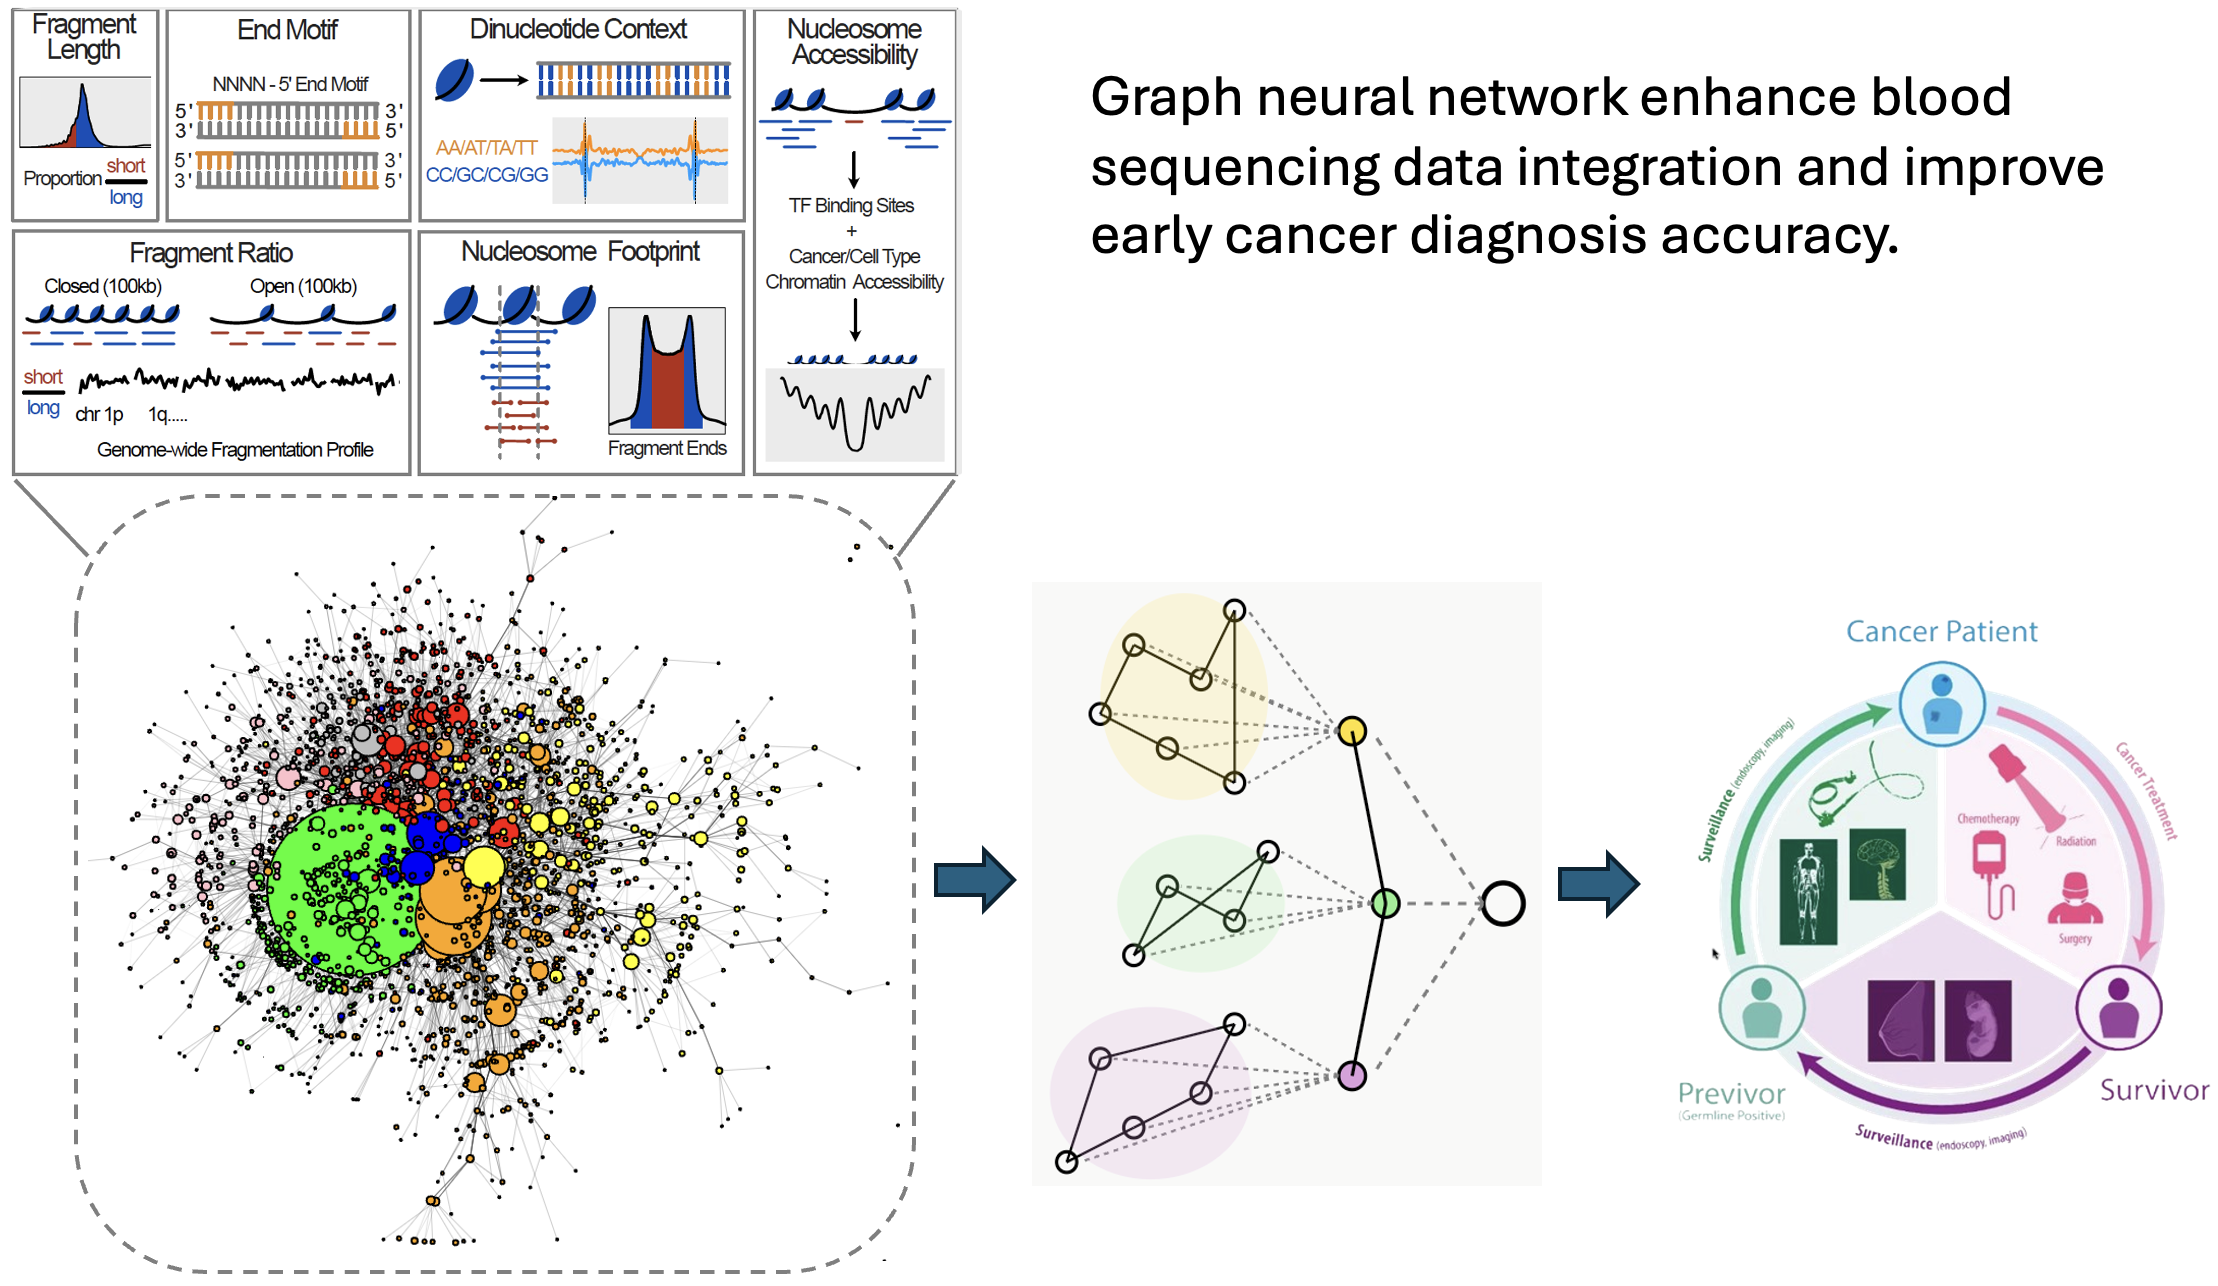 Fragment
Length
Proportion
short
long
End Motif
NNNN - 5' End Motif
5'
3'
3'
5'
5'
3'
3'
5'
Dinucleotide Context
AA/AT/TA/TT
CC/GC/CG/GG
Nucleosome
Accessibility
TF Binding Sites
+
Cancer/Cell Type
Chromatin Accessibility
Fragment Ratio
Closed (100kb)
Open (100kb)
short
long
chr 1p
1q.....
Genome-wide Fragmentation Profile
Nucleosome Footprint
Fragment Ends
Graph neural network enhance blood
sequencing data integration and improve
early cancer diagnosis accuracy.
Cancer Patient
Surveillance (endoscopy, imaging)
Cancer Treatment
Chemotherapy
Radiation
Surgery
Previvor
(Germline Positive)
Survivor
Surveillance (endoscopy, imaging)